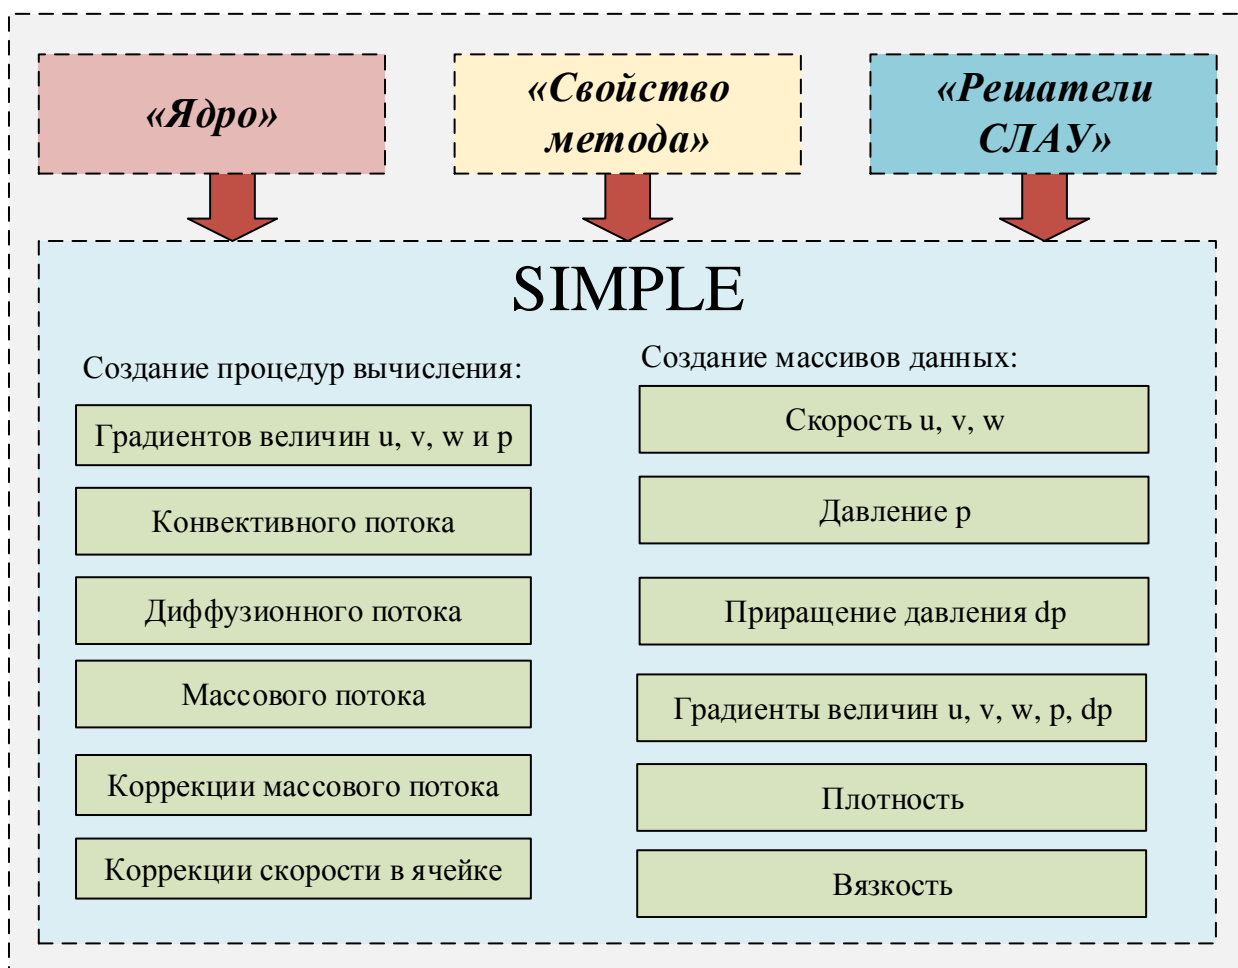 «Ядро»
«Свойство
метода»
«Решатели
СЛАУ»
SIMPLE
Создание процедур вычисления:
Градиентов величин u, v, w и p
Конвективного потока
Диффузионного потока
Массового потока
Коррекции массового потока
Коррекции скорости в ячейке
Создание массивов данных:
Скорость u, v, w
Давление p
Приращение давления dp
Градиенты величин u, v, w, p, dp
Плотность
Вязкость